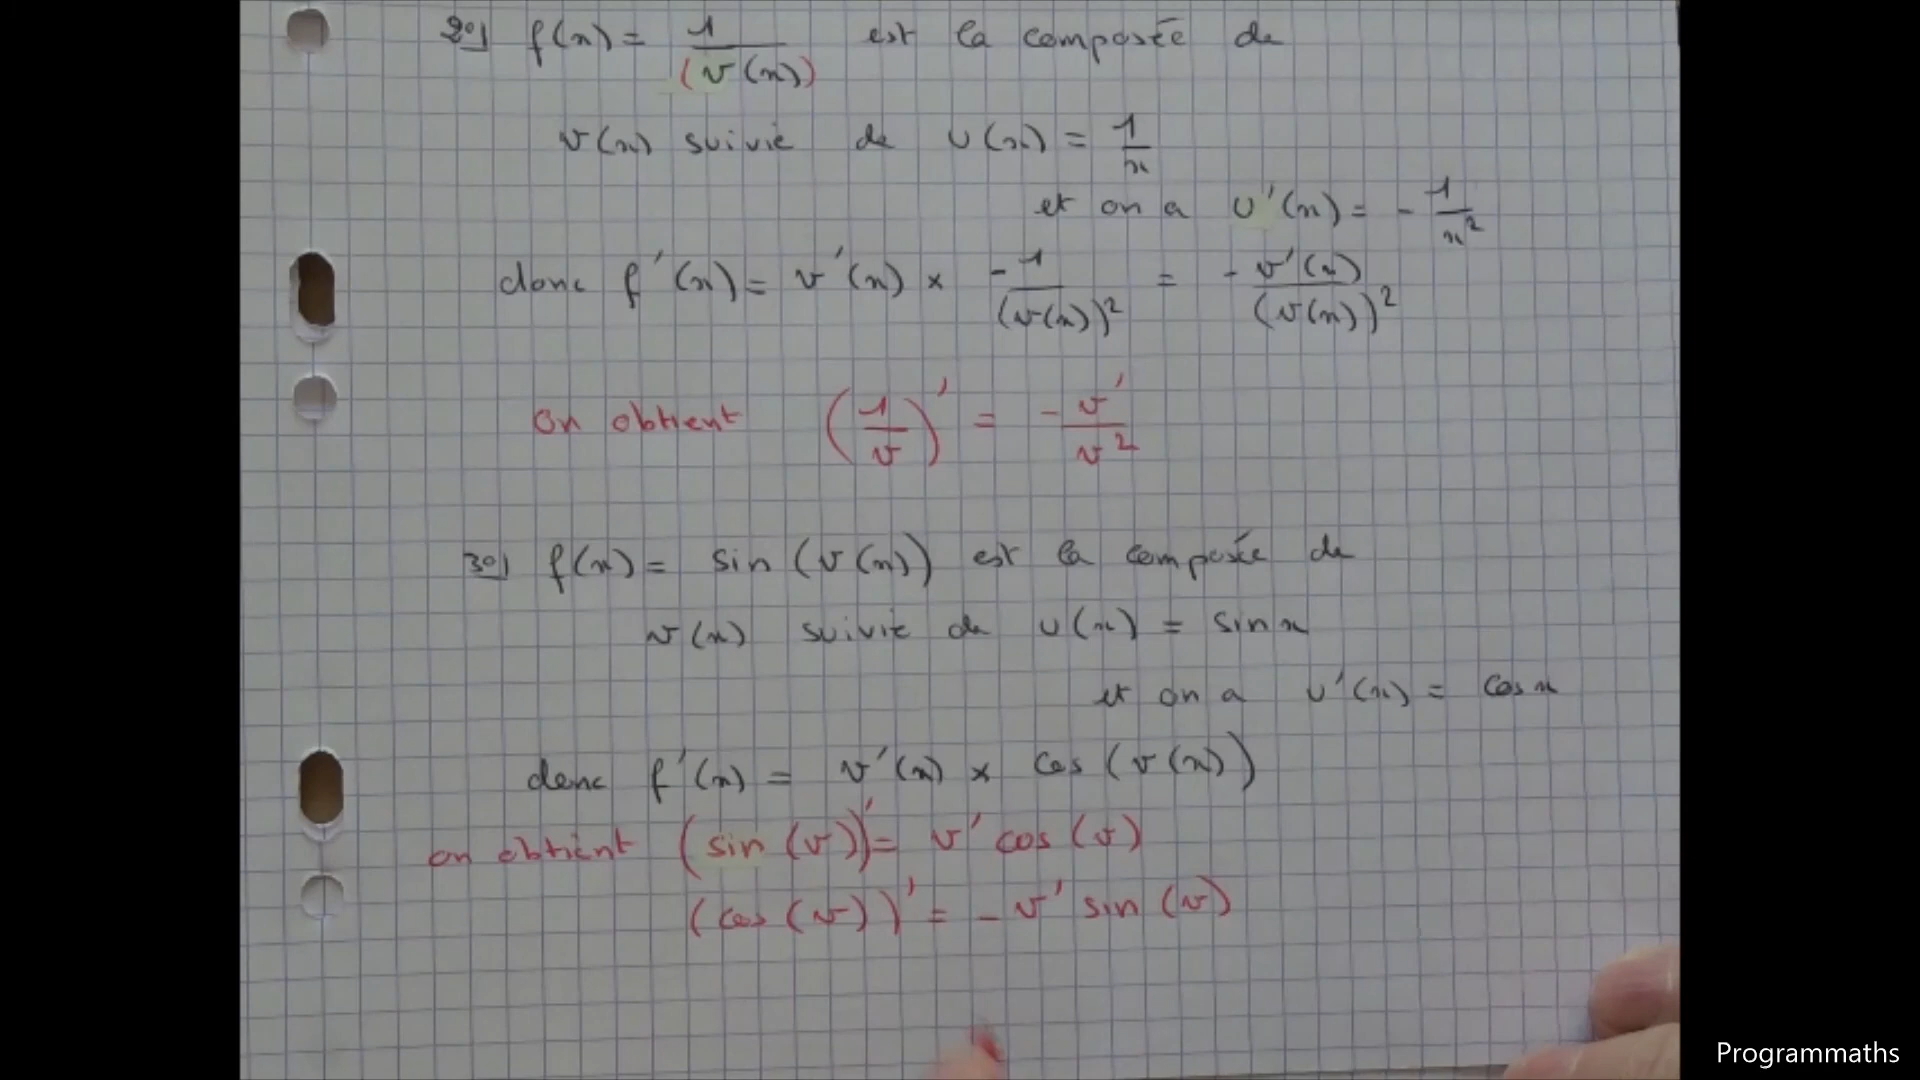 2°) f(x) = 1/(v(x)) est la composée de
v(x) suivie de u(x) = 1/x
et on a u'(x) = - 1/x²
donc f'(x) = v'(x) × -1/(v(x))² = - v'(x)/(v(x))²
on obtient (1/v)' = - v'/v²
3°) f(x) = sin (v(x)) est la composée de
v(x) suivie de u(x) = sin x
et on a u'(x) = cos x
donc f'(x) = v'(x) × cos (v(x))
on obtient (sin (v))' = v' cos (v)
(cos (v))' = - v' sin (v)
Programmaths